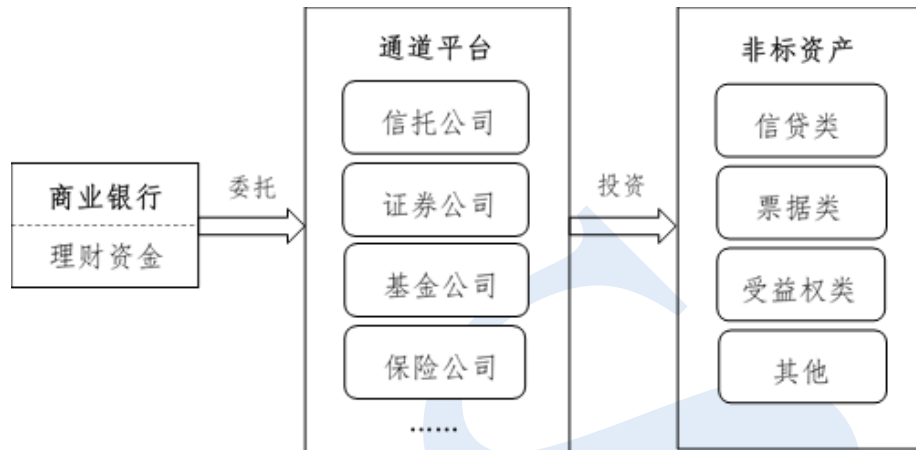 商业银行
理财资金
委托
通道平台
信托公司
证券公司
基金公司
保险公司
……
投资
非标资产
信贷类
票据类
受益权类
其他